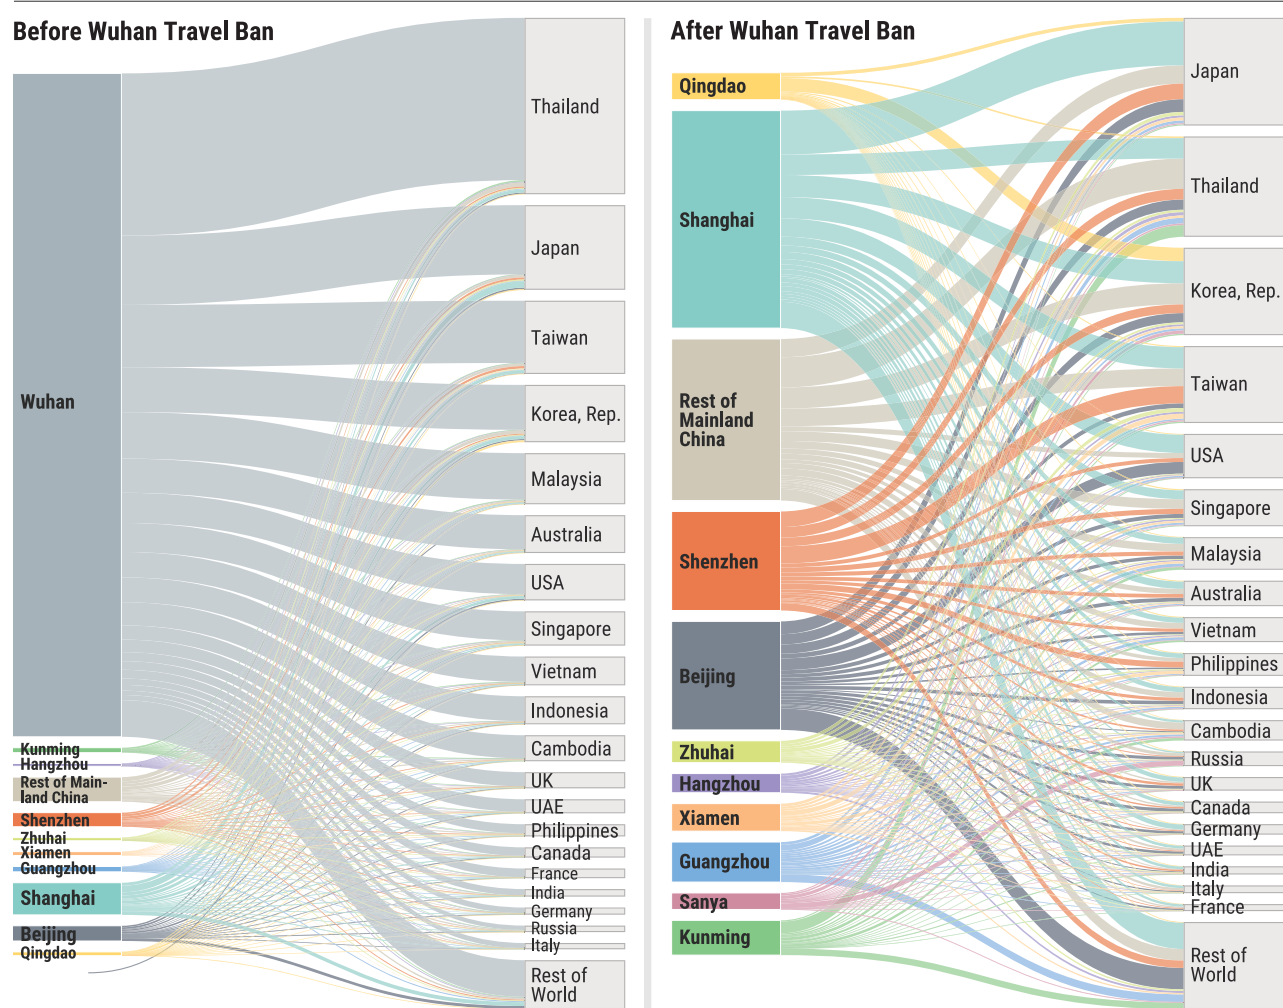 Before Wuhan Travel Ban
Wuhan
Kunming
Hangzhou
Rest of Main-
land China
Shenzhen
Zhuhai
Xiamen
Guangzhou
Shanghai
Beijing
Qingdao
Thailand
Japan
Taiwan
Korea, Rep.
Malaysia
Australia
USA
Singapore
Vietnam
Indonesia
Cambodia
UK
UAE
Philippines
Canada
France
India
Germany
Russia
Italy
Rest of
World
After Wuhan Travel Ban
Qingdao
Shanghai
Rest of
Mainland
China
Shenzhen
Beijing
Zhuhai
Hangzhou
Xiamen
Guangzhou
Sanya
Kunming
Japan
Thailand
Korea, Rep.
Taiwan
USA
Singapore
Malaysia
Australia
Vietnam
Philippines
Indonesia
Cambodia
Russia
UK
Canada
Germany
UAE
India
Italy
France
Rest of
World